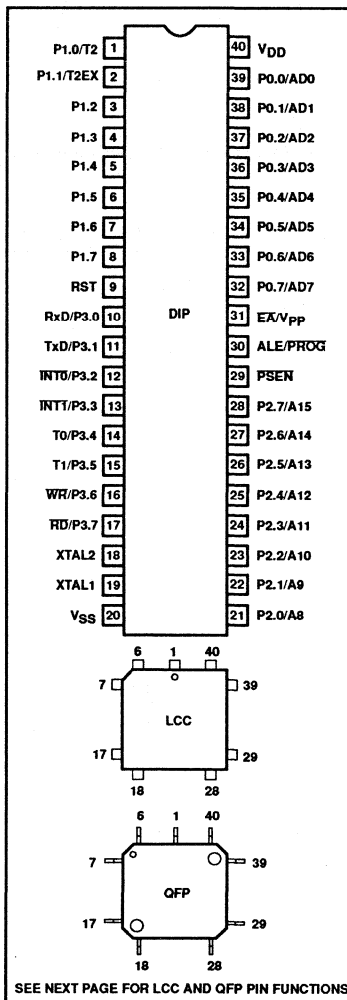 P1.0/T2 1 40 VDD
P1.1/T2EX 2 39 P0.0/AD0
P1.2 3 38 P0.1/AD1
P1.3 4 37 P0.2/AD2
P1.4 5 36 P0.3/AD3
P1.5 6 35 P0.4/AD4
P1.6 7 34 P0.5/AD5
P1.7 8 33 P0.6/AD6
RST 9 DIP 32 P0.7/AD7
RxD/P3.0 10 31 EA/VPP
TxD/P3.1 11 30 ALE/PROG
INT0/P3.2 12 29 PSEN
INT1/P3.3 13 28 P2.7/A15
T0/P3.4 14 27 P2.6/A14
T1/P3.5 15 26 P2.5/A13
WR/P3.6 16 25 P2.4/A12
RD/P3.7 17 24 P2.3/A11
XTAL2 18 23 P2.2/A10
XTAL1 19 22 P2.1/A9
VSS 20 21 P2.0/A8
6 1 40
7 39
LCC
17 29
18 28
6 1 40
7 39
QFP
17 29
18 28
SEE NEXT PAGE FOR LCC AND QFP PIN FUNCTIONS